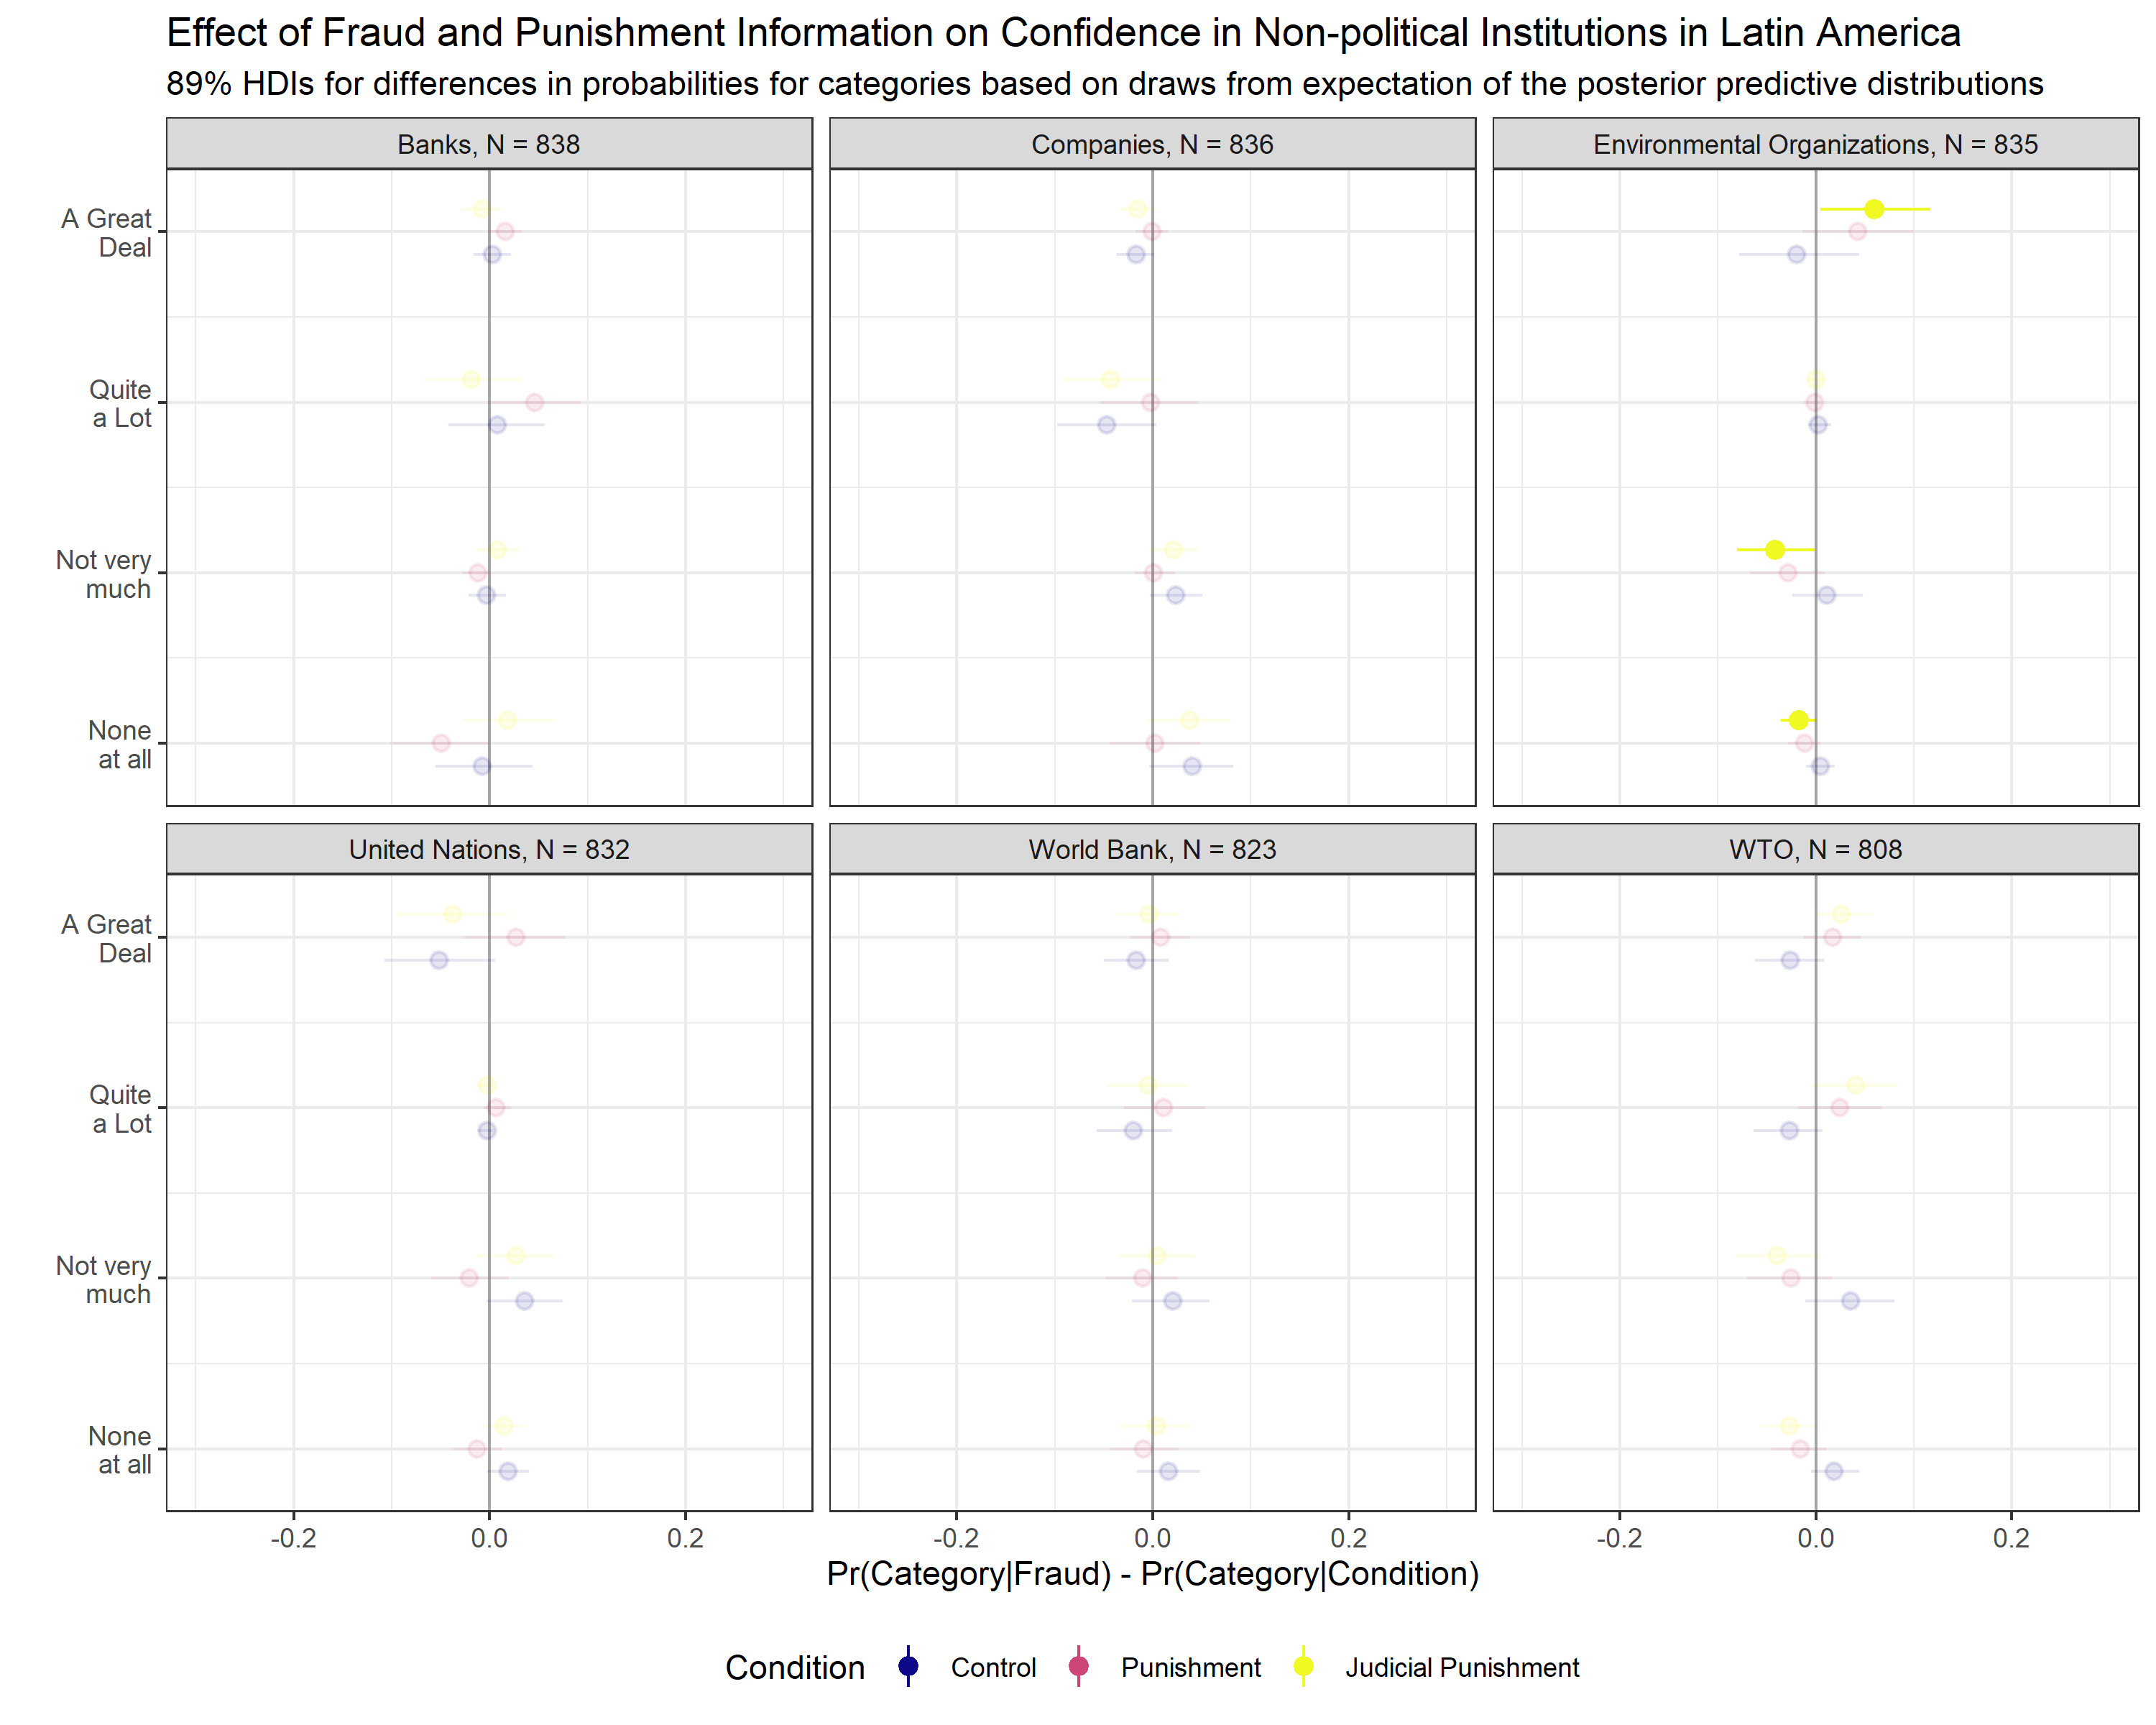 Effect of Fraud and Punishment Information on Confidence in Non-political Institutions in Latin America
89% HDIs for differences in probabilities for categories based on draws from expectation of the posterior predictive distributions
Banks, N = 838
Companies, N = 836
Environmental Organizations, N = 835
A Great
Deal
Quite
a Lot
Not very
much
None
at all
United Nations, N = 832
World Bank, N = 823
WTO, N = 808
A Great
Deal
Quite
a Lot
Not very
much
None
at all
-0.2 0.0 0.2
-0.2 0.0 0.2
-0.2 0.0 0.2
Pr(Category|Fraud) - Pr(Category|Condition)
Condition Control Punishment Judicial Punishment